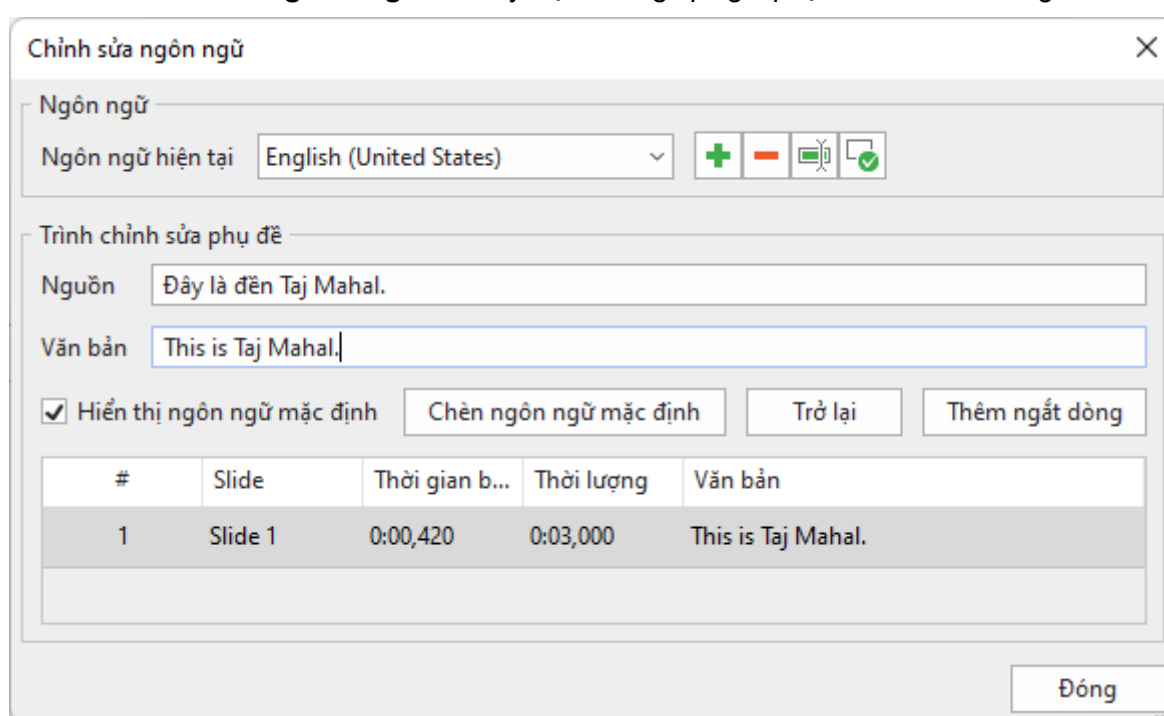 Chỉnh sửa ngôn ngữ
Ngôn ngữ
Ngôn ngữ hiện tại English (United States)
Trình chỉnh sửa phụ đề
Nguồn Đây là đền Taj Mahal.
Văn bản This is Taj Mahal.
Hiển thị ngôn ngữ mặc định Chèn ngôn ngữ mặc định Trở lại Thêm ngắt dòng
# Slide Thời gian b... Thời lượng Văn bản
1 Slide 1 0:00,420 0:03,000 This is Taj Mahal.
Đóng